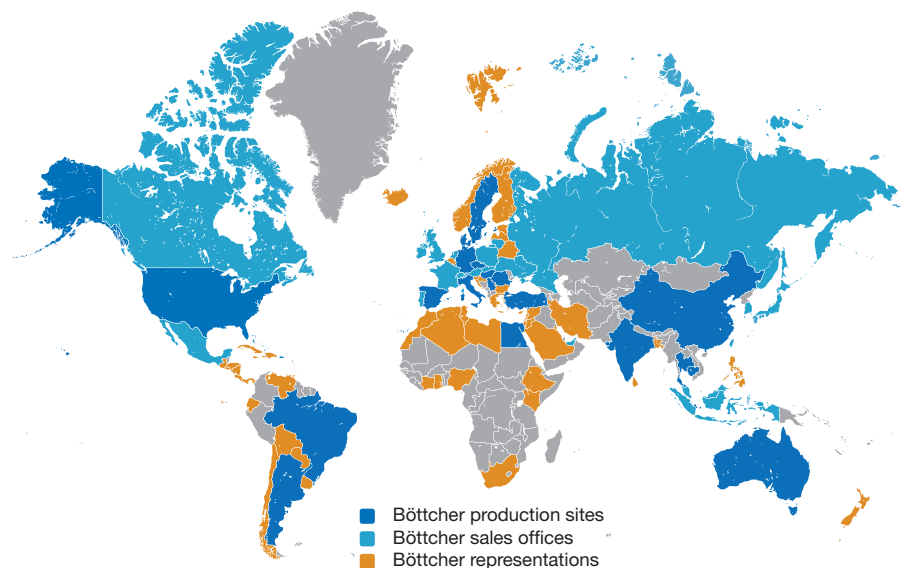 Böttcher production sites
Böttcher sales offices
Böttcher representations